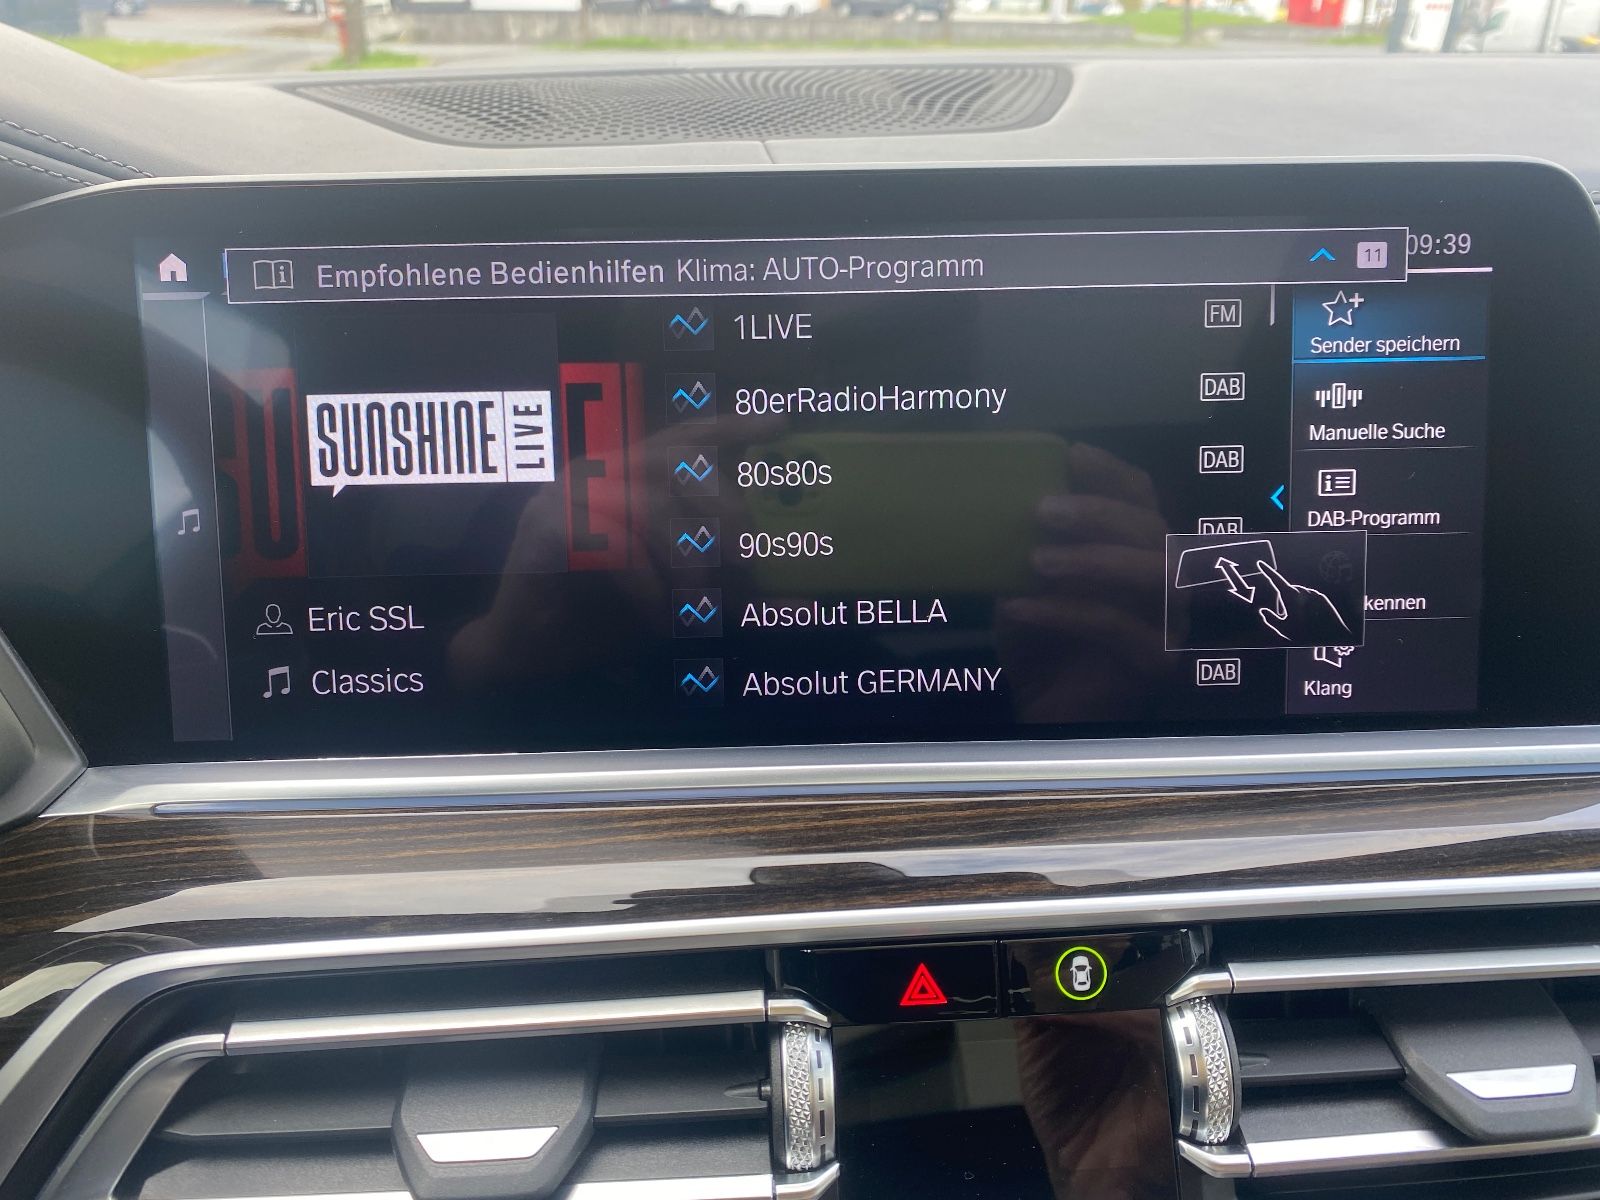 Empfohlene Bedienhilfen Klima: AUTO-Programm
11
09:39
SUNSHINE LIVE
Eric SSL
Classics
1LIVE FM
80erRadioHarmony DAB
80s80s DAB
90s90s DAB
Absolut BELLA
Absolut GERMANY DAB
Sender speichern
Manuelle Suche
DAB-Programm
kennen
Klang